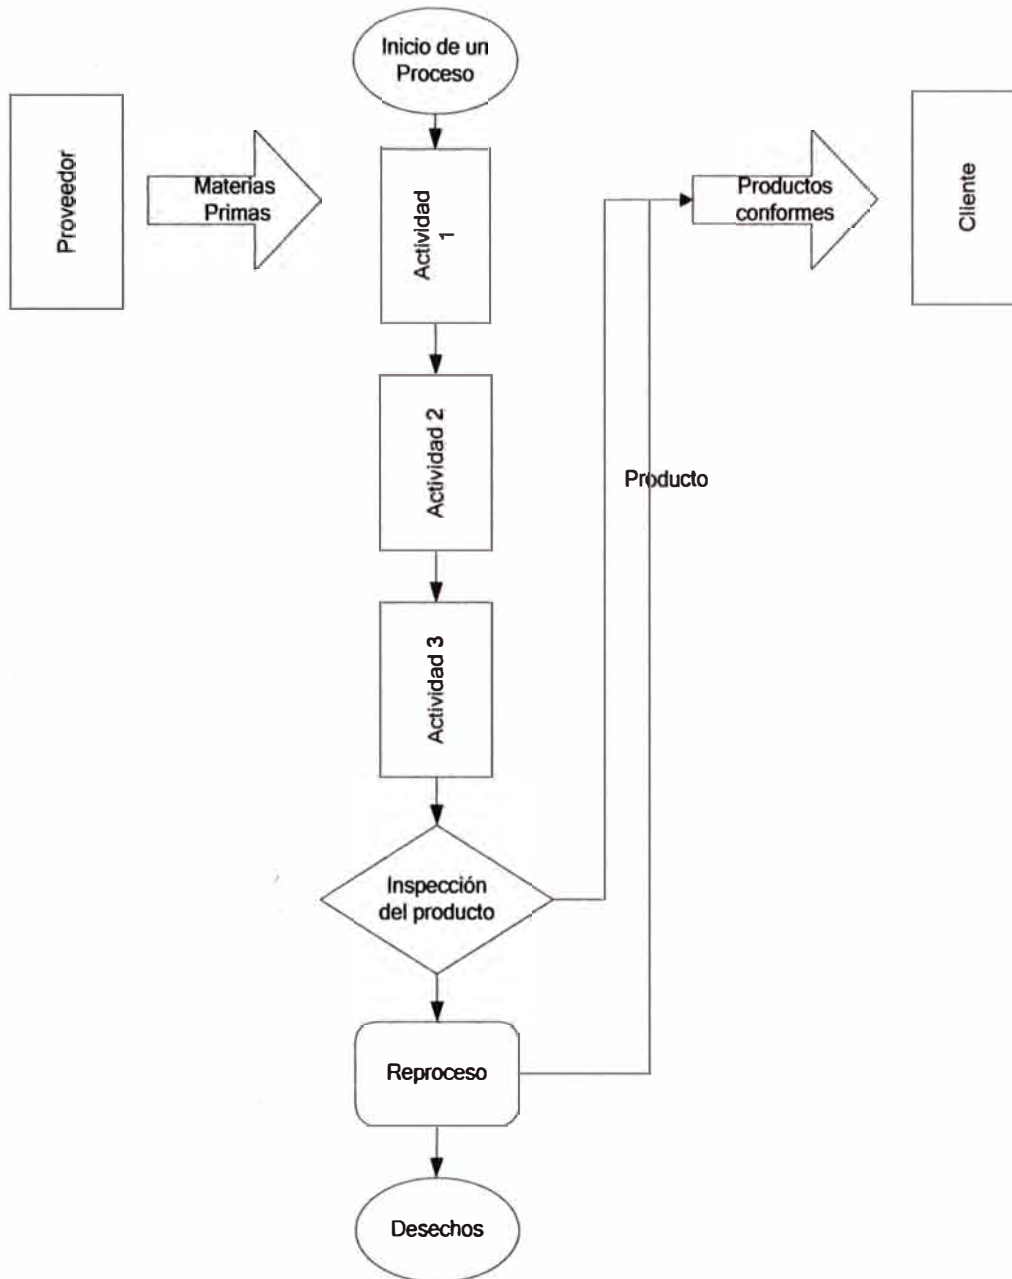 Inicio de un
Proceso
Proveedor
Materias
Primas
Actividad
1
Productos
conformes
Cliente
Actividad 2
Producto
Actividad 3
Inspección
del producto
Reproceso
Desechos